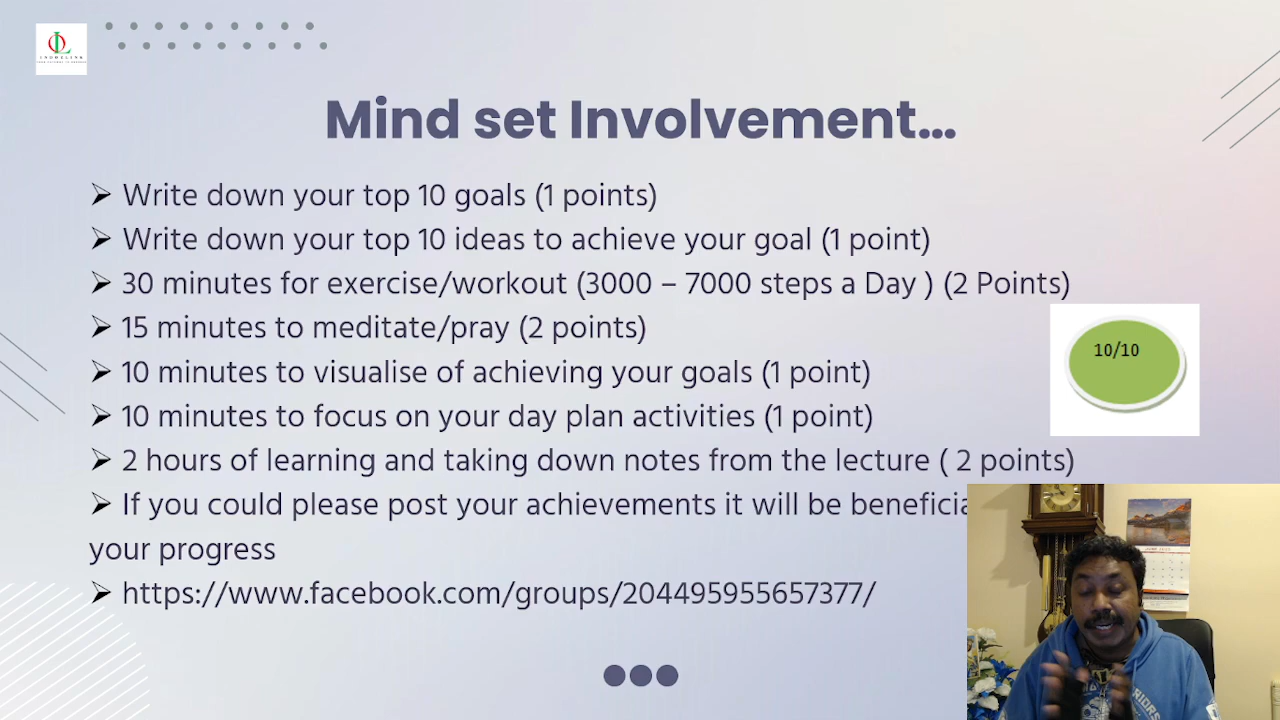 INDOELINK
Mind set Involvement...
➢ Write down your top 10 goals (1 points)
➢ Write down your top 10 ideas to achieve your goal (1 point)
➢ 30 minutes for exercise/workout (3000 – 7000 steps a Day ) (2 Points)
➢ 15 minutes to meditate/pray (2 points)
10/10
➢ 10 minutes to visualise of achieving your goals (1 point)
➢ 10 minutes to focus on your day plan activities (1 point)
➢ 2 hours of learning and taking down notes from the lecture ( 2 points)
➢ If you could please post your achievements it will be beneficia
your progress
➢ https://www.facebook.com/groups/204495955657377/